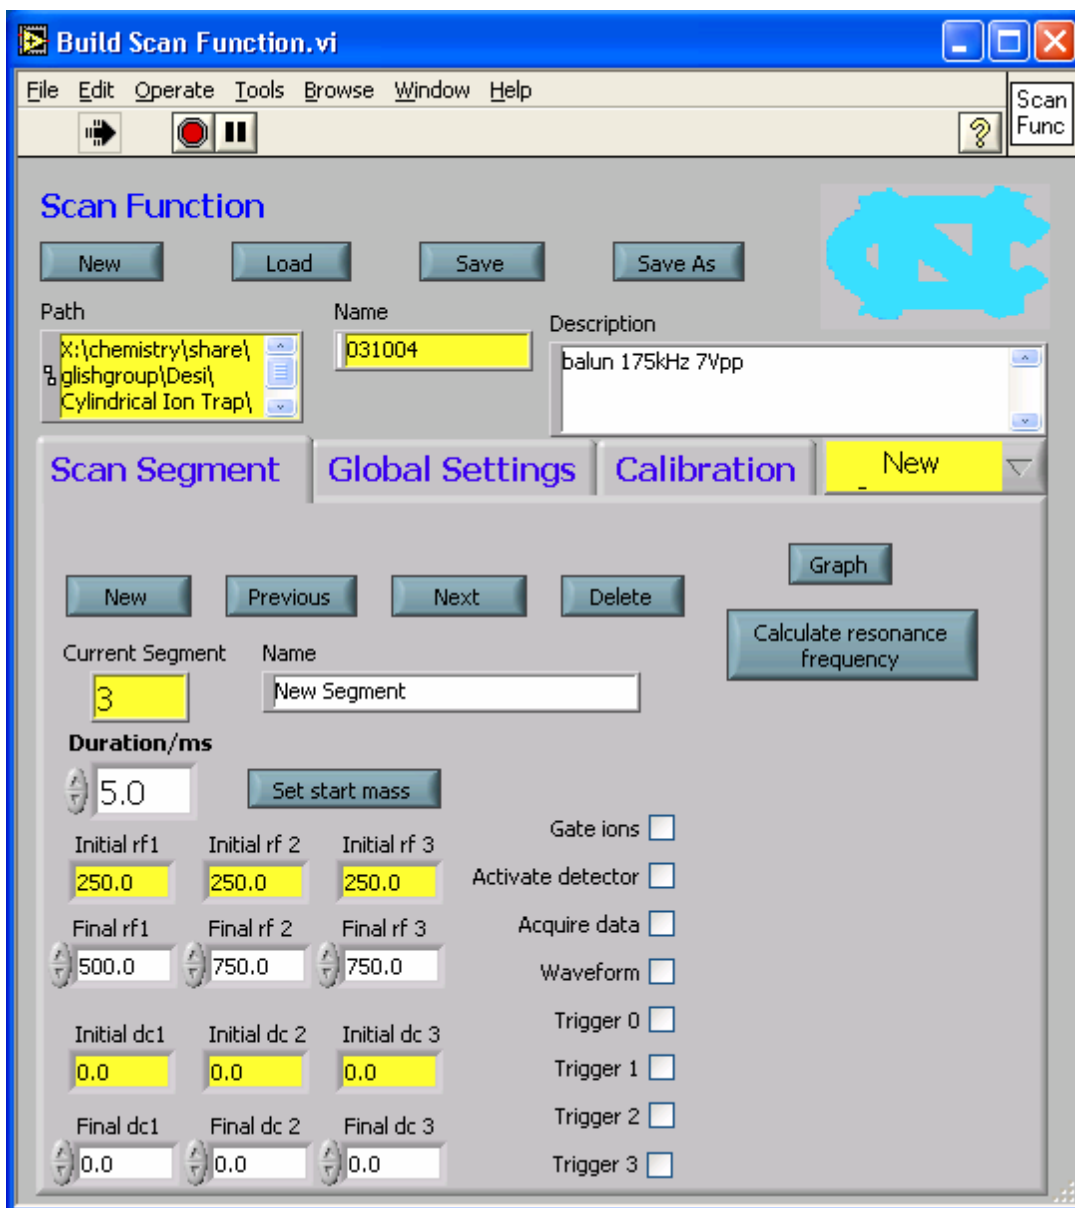 Build Scan Function.vi
File Edit Operate Tools Browse Window Help
Scan
Func
Scan Function
New Load Save Save As
Path
X:\chemistry\share\
glishgroup\Desi\
Cylindrical Ion Trap\
Name
031004
Description
balun 175kHz 7Vpp
Scan Segment Global Settings Calibration New
Graph
New Previous Next Delete
Calculate resonance
frequency
Current Segment Name
3 New Segment
Duration/ms
5.0 Set start mass
Initial rf1 Initial rf 2 Initial rf 3
250.0 250.0 250.0
Final rf1 Final rf 2 Final rf 3
500.0 750.0 750.0
Initial dc1 Initial dc 2 Initial dc 3
0.0 0.0 0.0
Final dc1 Final dc 2 Final dc 3
0.0 0.0 0.0
Gate ions
Activate detector
Acquire data
Waveform
Trigger 0
Trigger 1
Trigger 2
Trigger 3